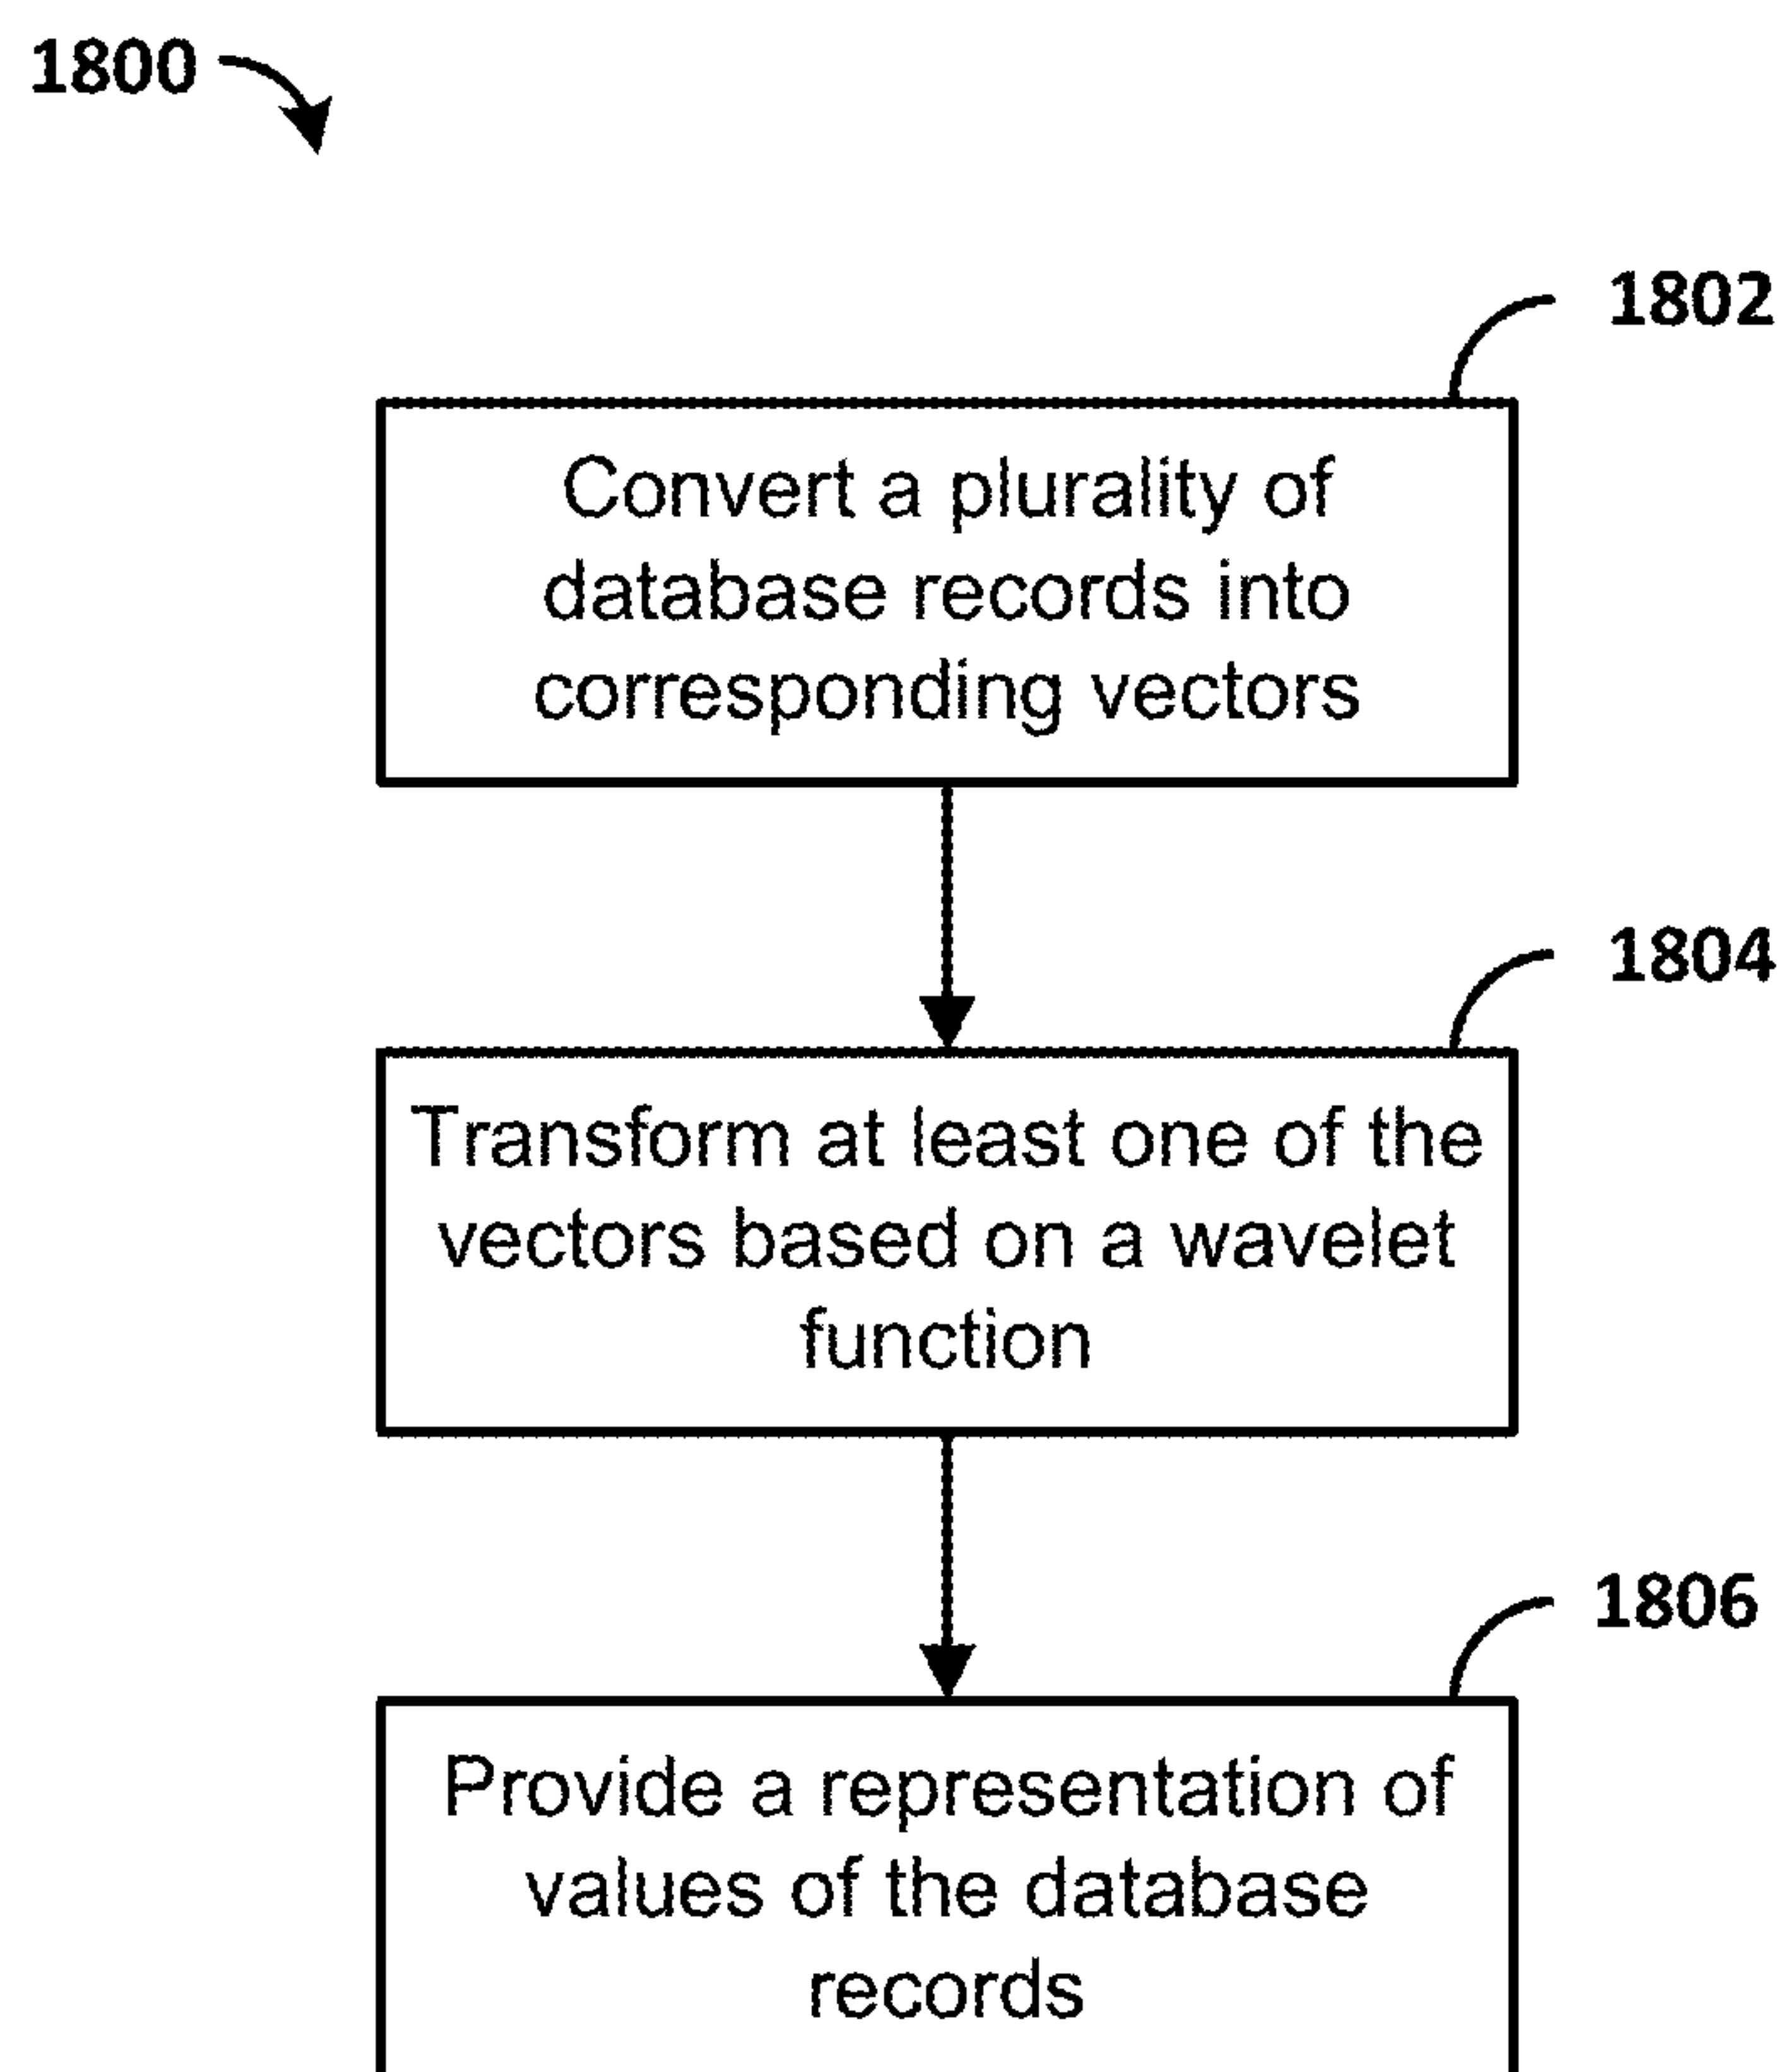 1800
1802
Convert a plurality of
database records into
corresponding vectors
1804
Transform at least one of the
vectors based on a wavelet
function
1806
Provide a representation of
values of the database
records